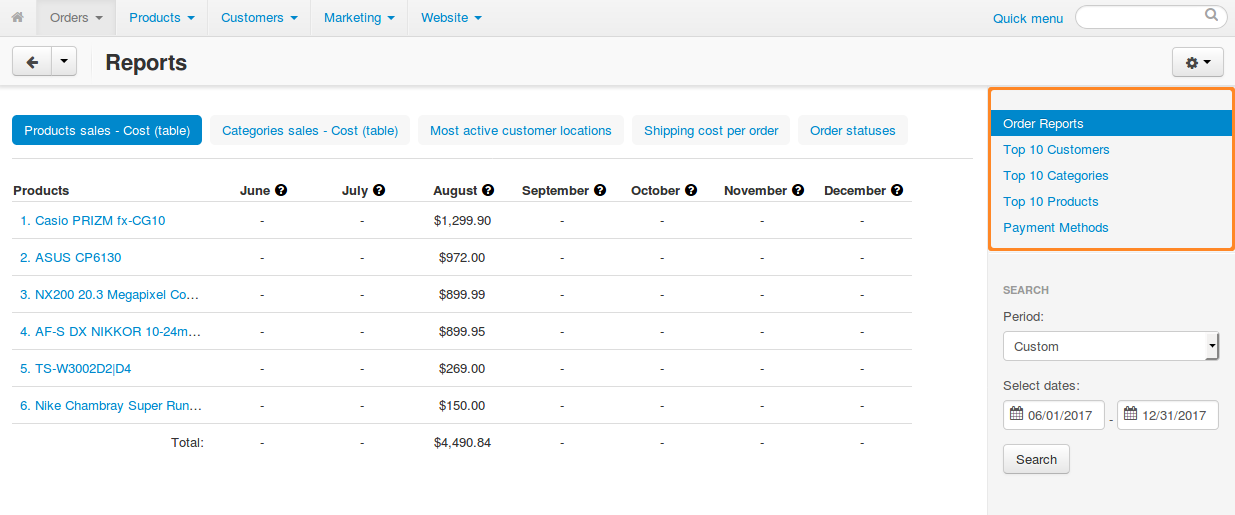 Orders Products Customers Marketing Website Quick menu
Reports
Products sales - Cost (table) Categories sales - Cost (table) Most active customer locations Shipping cost per order Order statuses
Products June ? July ? August ? September ? October ? November ? December ?
1. Casio PRIZM fx-CG10 - - $1,299.90 - - - -
2. ASUS CP6130 - - $972.00 - - - -
3. NX200 20.3 Megapixel Co... - - $899.99 - - - -
4. AF-S DX NIKKOR 10-24m... - - $899.95 - - - -
5. TS-W3002D2|D4 - - $269.00 - - - -
6. Nike Chambray Super Run... - - $150.00 - - - -
Total: - - $4,490.84 - - - -
Order Reports
Top 10 Customers
Top 10 Categories
Top 10 Products
Payment Methods
SEARCH
Period:
Custom
Select dates:
06/01/2017 - 12/31/2017
Search